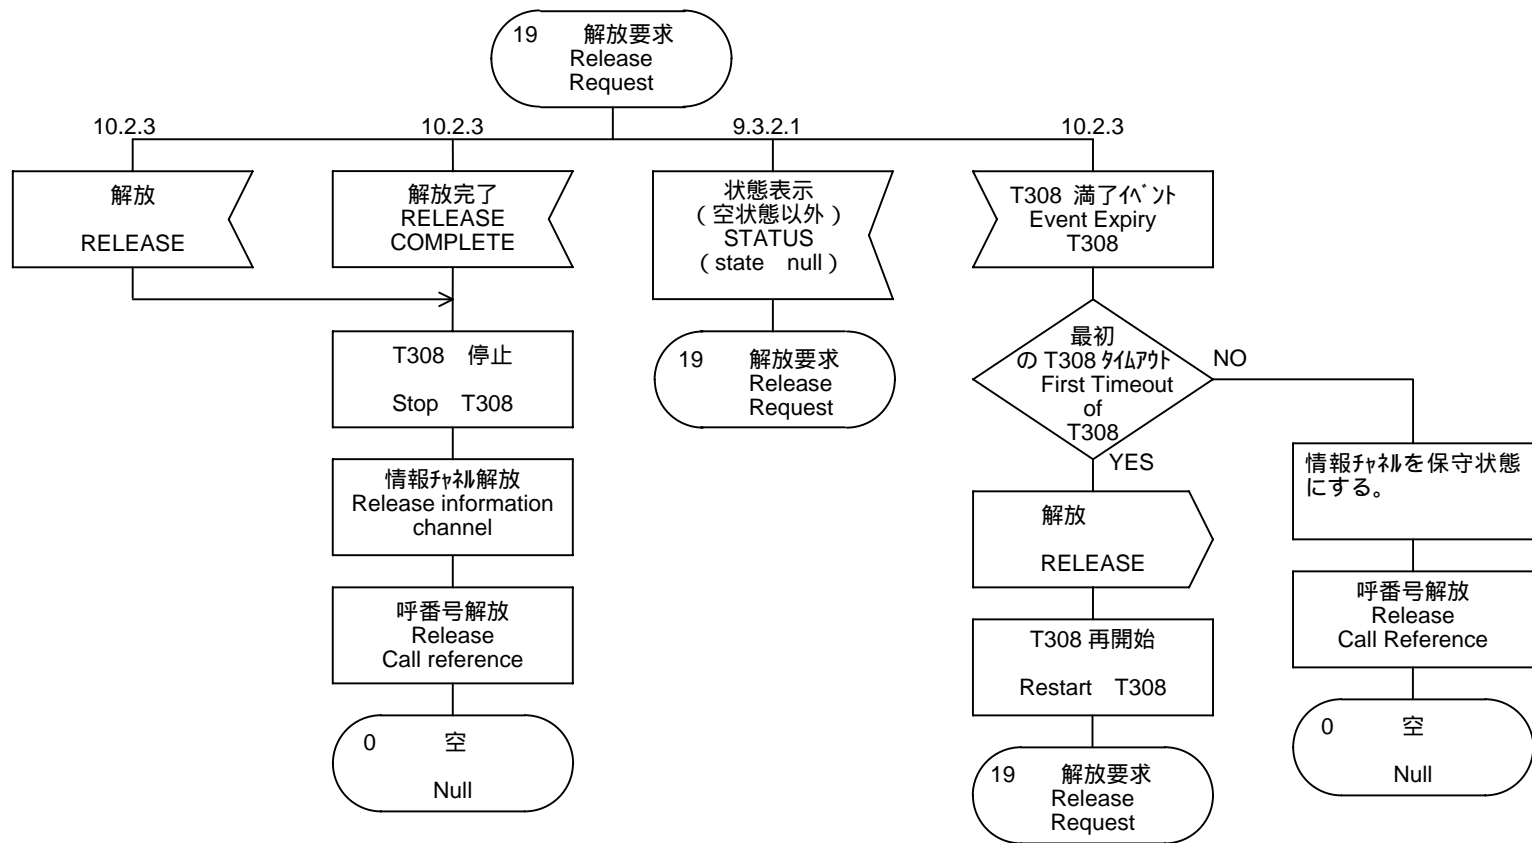 19 解放要求
Release
Request
10.2.3
10.2.3
9.3.2.1
10.2.3
解放
RELEASE
解放完了
RELEASE
COMPLETE
状態表示
（空状態以外）
STATUS
（state　null）
T308 満了ｲﾍﾞﾝﾄ
Event Expiry
T308
T308　停止
Stop　T308
19 解放要求
Release
Request
最初
の T308 ﾀｲﾑｱｳﾄ
First Timeout
of
T308
NO
YES
情報ﾁｬﾈﾙ解放
Release information
channel
解放
RELEASE
情報ﾁｬﾈﾙを保守状態
にする。
呼番号解放
Release
Call reference
T308 再開始
Restart　T308
呼番号解放
Release
Call Reference
0 空
Null
19 解放要求
Release
Request
0 空
Null